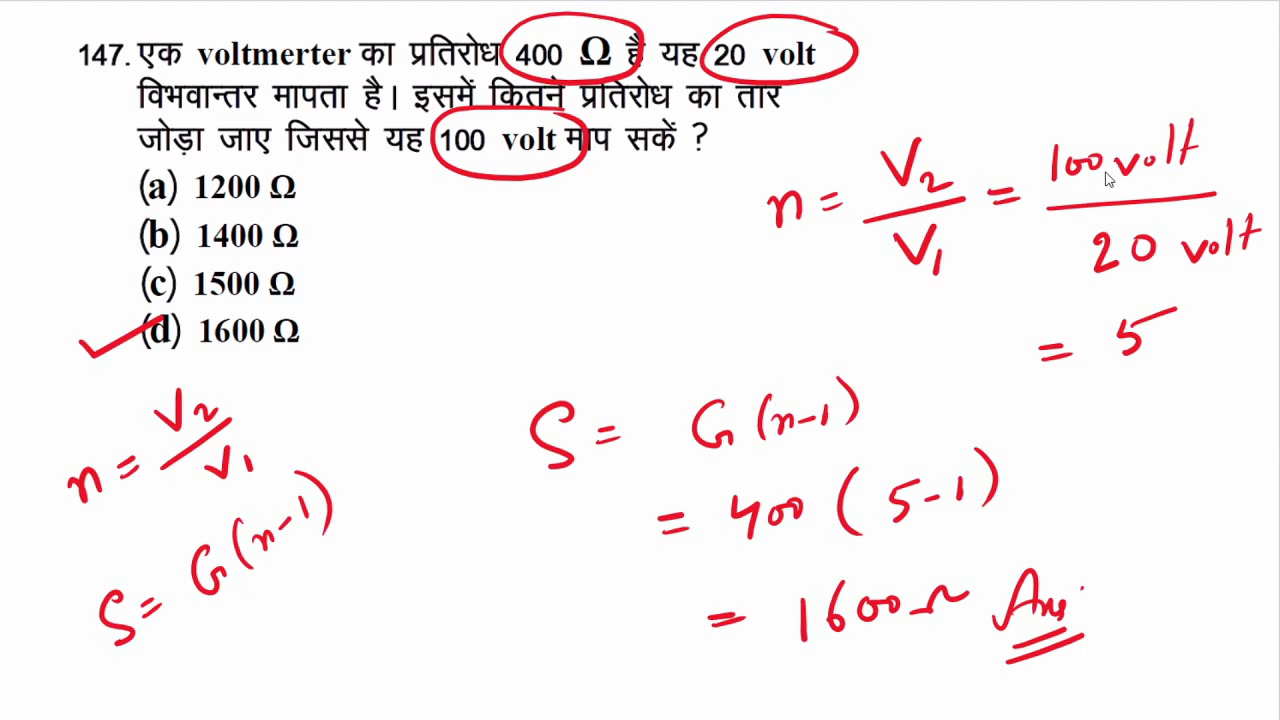 147. एक voltmerter का प्रतिरोध 400 Ω है यह 20 volt
विभवान्तर मापता है। इसमें कितने प्रतिरोध का तार
जोड़ा जाए जिससे यह 100 volt माप सकें ?
(a) 1200 Ω
(b) 1400 Ω
(c) 1500 Ω
(d) 1600 Ω
n = V₂/V₁ = 100 volt/20 volt
= 5
n = V₂/V₁
S = G(n-1)
S = G(n-1)
= 400 (5-1)
= 1600 Ω Ans.